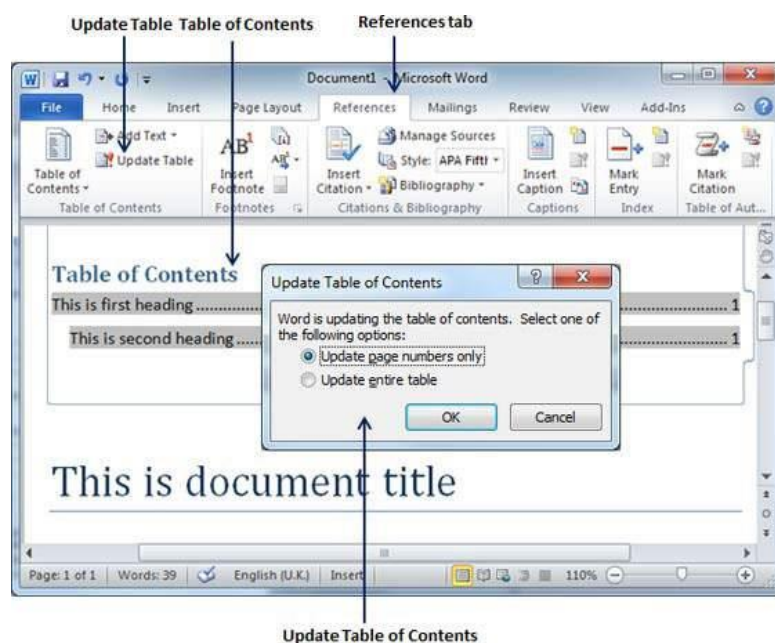 Update Table Table of Contents References tab
Document1 - Microsoft Word
File Home Insert Page Layout References Mailings Review View Add-Ins
Table of Contents
Add Text
Update Table
Table of Contents
AB1
Insert Footnote
AB
Footnotes
Insert Citation
Manage Sources
Style: APA Fifth
Bibliography
Citations & Bibliography
Insert Caption
Captions
Mark Entry
Index
Mark Citation
Table of Aut...
Table of Contents
This is first heading 1
This is second heading 1
Update Table of Contents
Word is updating the table of contents. Select one of
the following options:
Update page numbers only
Update entire table
OK Cancel
This is document title
Page: 1 of 1 Words: 39 English (U.K.) Insert 110%
Update Table of Contents